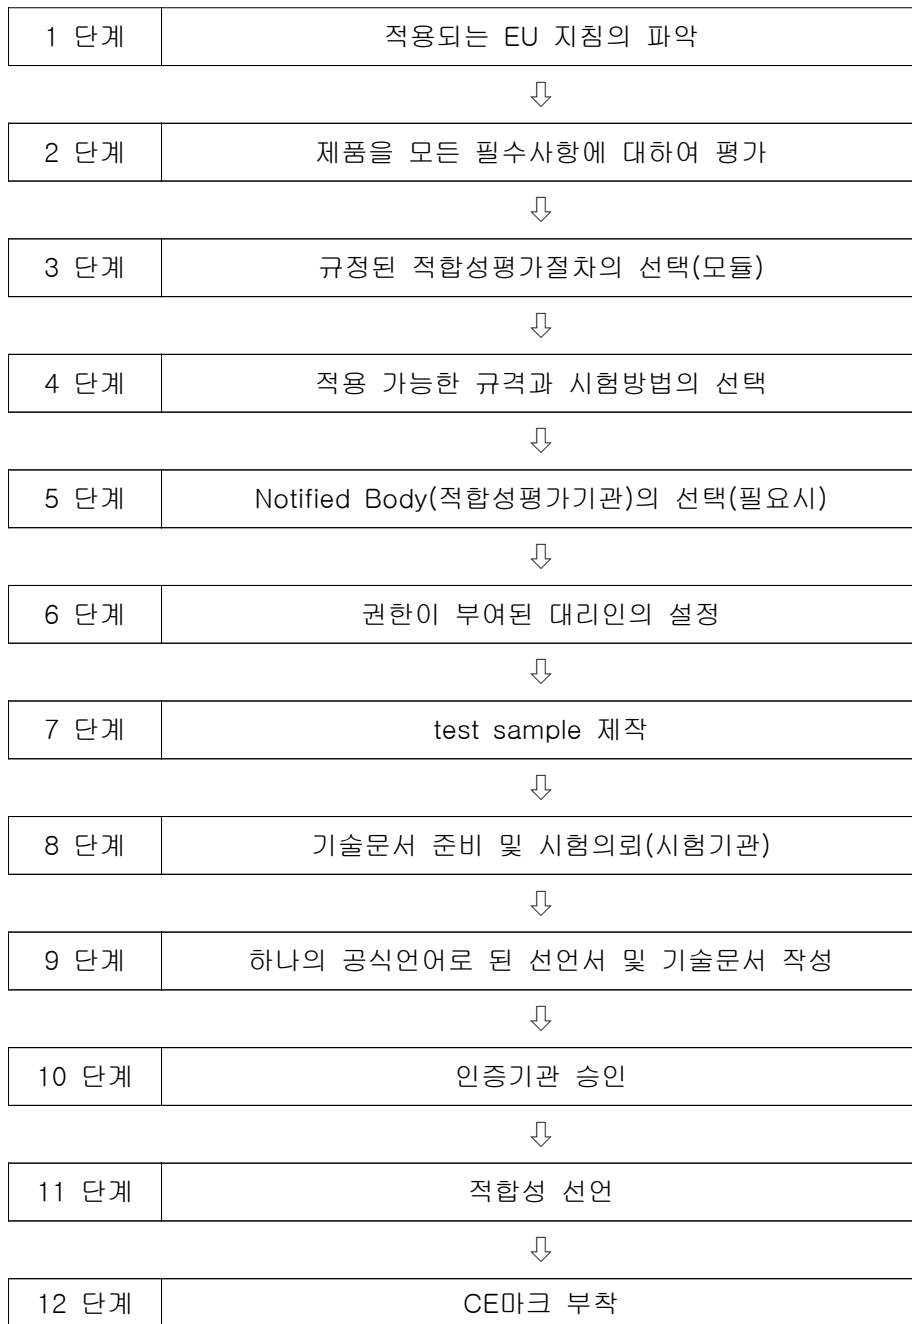 1 단계 적용되는 EU 지침의 파악
⇩
2 단계 제품을 모든 필수사항에 대하여 평가
⇩
3 단계 규정된 적합성평가절차의 선택(모듈)
⇩
4 단계 적용 가능한 규격과 시험방법의 선택
⇩
5 단계 Notified Body(적합성평가기관)의 선택(필요시)
⇩
6 단계 권한이 부여된 대리인의 설정
⇩
7 단계 test sample 제작
⇩
8 단계 기술문서 준비 및 시험의뢰(시험기관)
⇩
9 단계 하나의 공식언어로 된 선언서 및 기술문서 작성
⇩
10 단계 인증기관 승인
⇩
11 단계 적합성 선언
⇩
12 단계 CE마크 부착